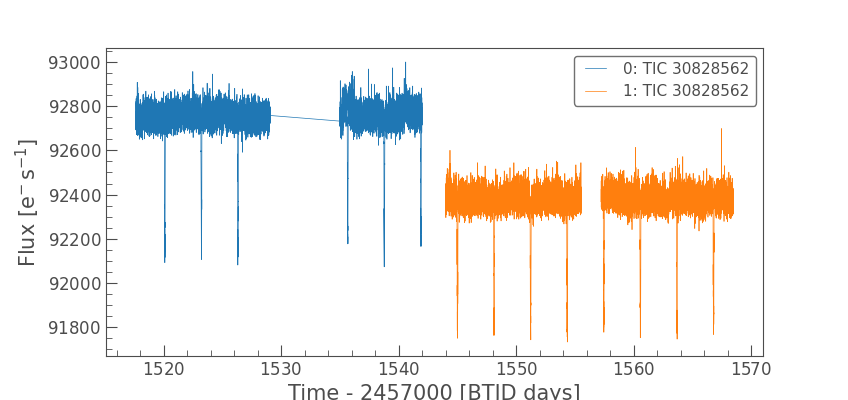 93000
92800
92600
92400
92200
92000
91800
Flux [e⁻ s⁻¹]
0: TIC 30828562
1: TIC 30828562
1520 1530 1540 1550 1560 1570
Time - 2457000 [BTJD days]